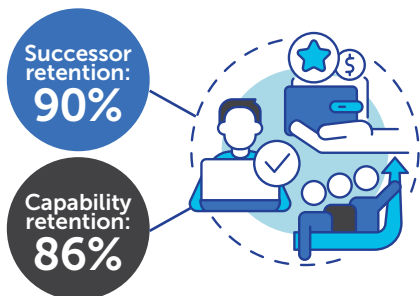 Successor
retention:
90%
$
Capability
retention:
86%